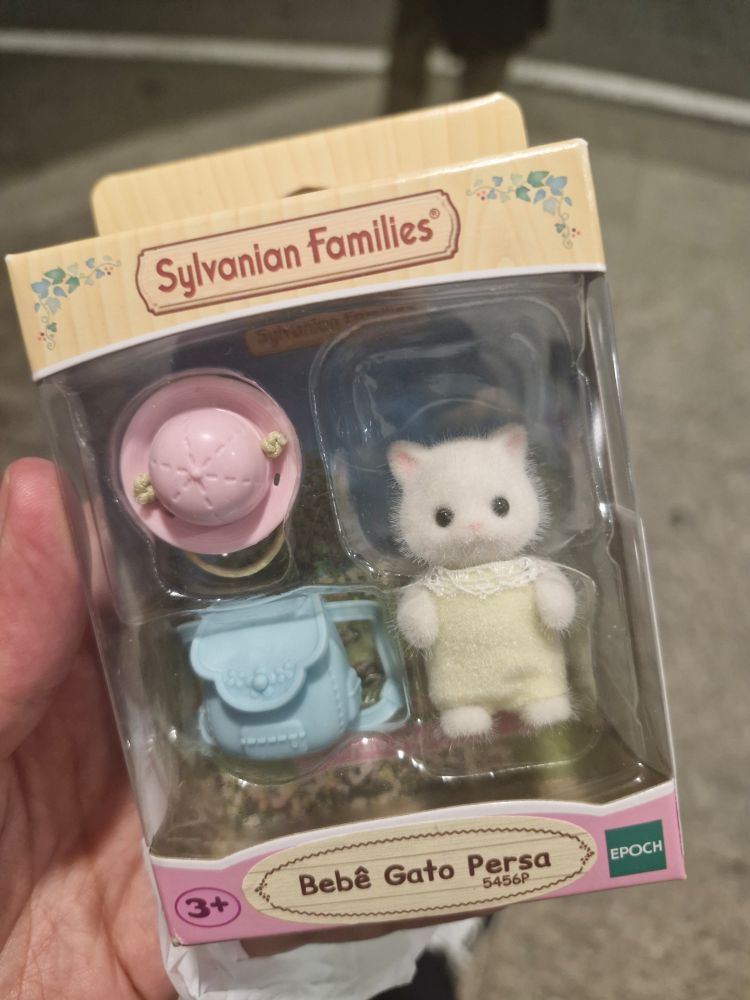 Sylvanian Families®
Sylvanian Families
Bebê Gato Persa
5456P
EPOCH
3+